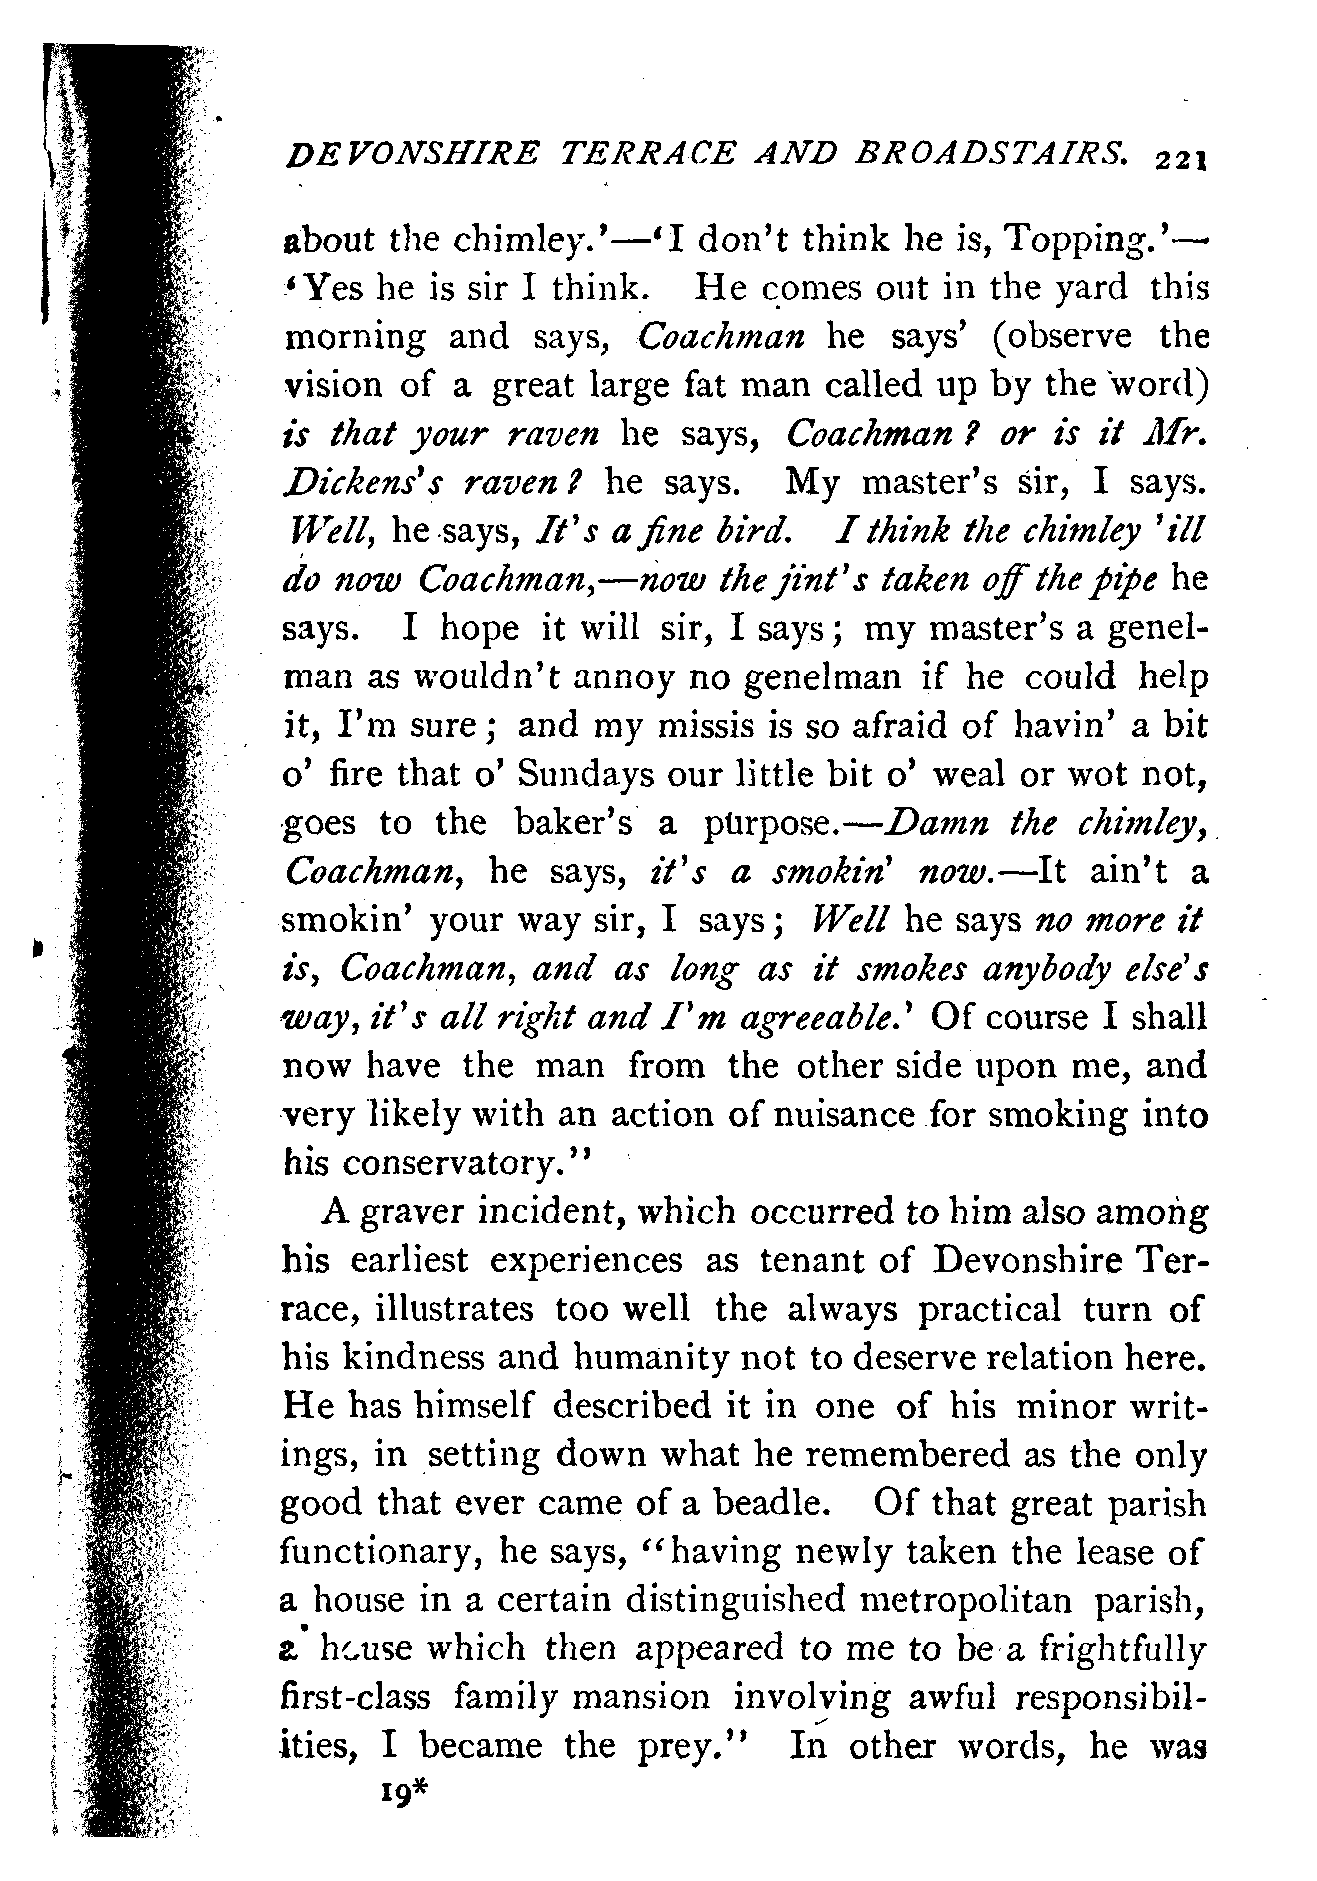 DEVONSHIRE TERRACE AND BROADSTAIRS. 221
about the chimley.'—'I don't think he is, Topping.'—
'Yes he is sir I think. He comes out in the yard this
morning and says, Coachman he says' (observe the
vision of a great large fat man called up by the word)
is that your raven he says, Coachman? or is it Mr.
Dickens's raven? he says. My master's sir, I says.
Well, he says, It's a fine bird. I think the chimley 'ill
do now Coachman,—now the jint's taken off the pipe he
says. I hope it will sir, I says; my master's a genel-
man as wouldn't annoy no genelman if he could help
it, I'm sure; and my missis is so afraid of havin' a bit
o' fire that o' Sundays our little bit o' weal or wot not,
goes to the baker's a purpose.—Damn the chimley,
Coachman, he says, it's a smokin' now.—It ain't a
smokin' your way sir, I says; Well he says no more it
is, Coachman, and as long as it smokes anybody else's
way, it's all right and I'm agreeable.' Of course I shall
now have the man from the other side upon me, and
very likely with an action of nuisance for smoking into
his conservatory."
A graver incident, which occurred to him also among
his earliest experiences as tenant of Devonshire Ter-
race, illustrates too well the always practical turn of
his kindness and humanity not to deserve relation here.
He has himself described it in one of his minor writ-
ings, in setting down what he remembered as the only
good that ever came of a beadle. Of that great parish
functionary, he says, "having newly taken the lease of
a house in a certain distinguished metropolitan parish,
a house which then appeared to me to be a frightfully
first-class family mansion involving awful responsibil-
ities, I became the prey." In other words, he was
19*